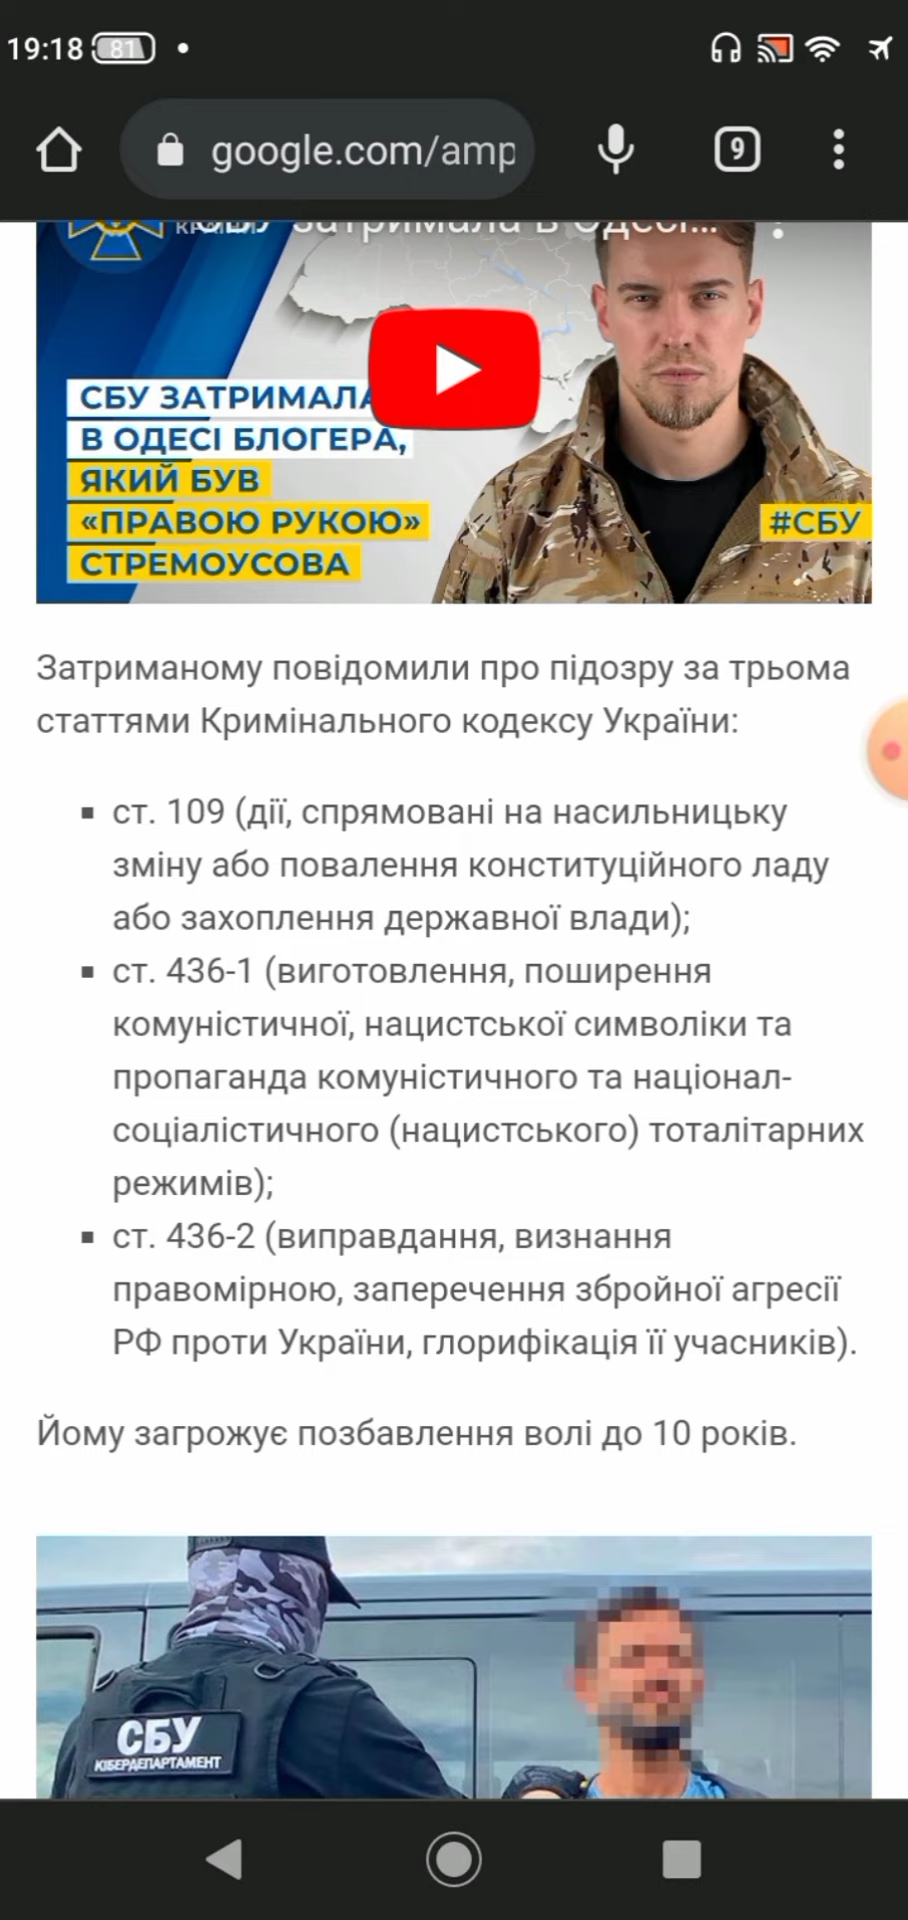 19:18
81
google.com/amp
9
СБУ затримала в Одесі...
СБУ ЗАТРИМАЛА
В ОДЕСІ БЛОГЕРА,
ЯКИЙ БУВ
«ПРАВОЮ РУКОЮ»
СТРЕМОУСОВА
#СБУ
Затриманому повідомили про підозру за трьома
статтями Кримінального кодексу України:
▪ ст. 109 (дії, спрямовані на насильницьку
зміну або повалення конституційного ладу
або захоплення державної влади);
▪ ст. 436-1 (виготовлення, поширення
комуністичної, нацистської символіки та
пропаганда комуністичного та націонал-
соціалістичного (нацистського) тоталітарних
режимів);
▪ ст. 436-2 (виправдання, визнання
правомірною, заперечення збройної агресії
РФ проти України, глорифікація її учасників).
Йому загрожує позбавлення волі до 10 років.
СБУ
КІБЕРДЕПАРТАМЕНТ